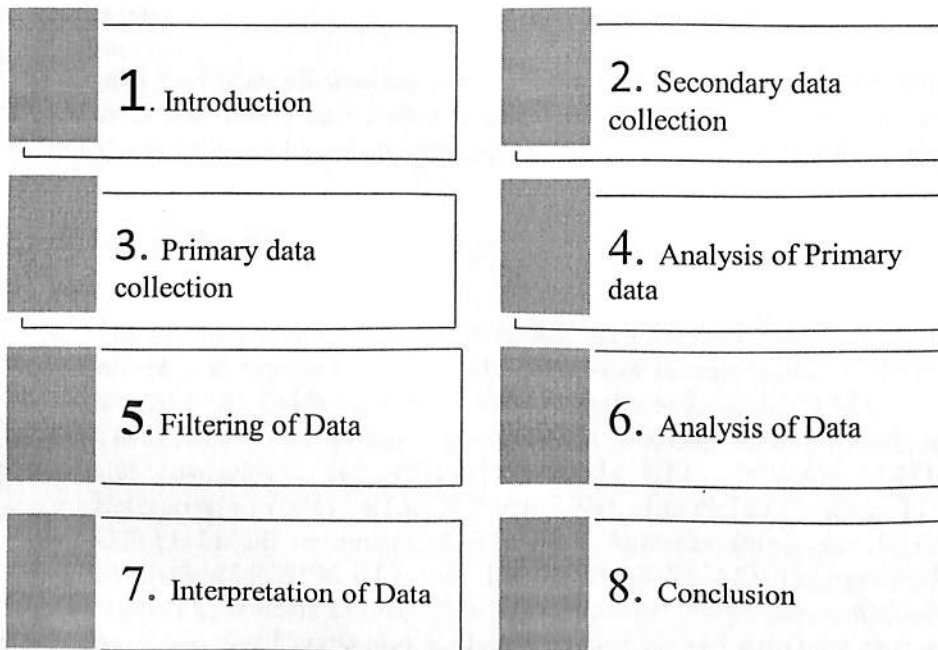 1. Introduction
2. Secondary data
collection
3. Primary data
collection
4. Analysis of Primary
data
5. Filtering of Data
6. Analysis of Data
7. Interpretation of Data
8. Conclusion